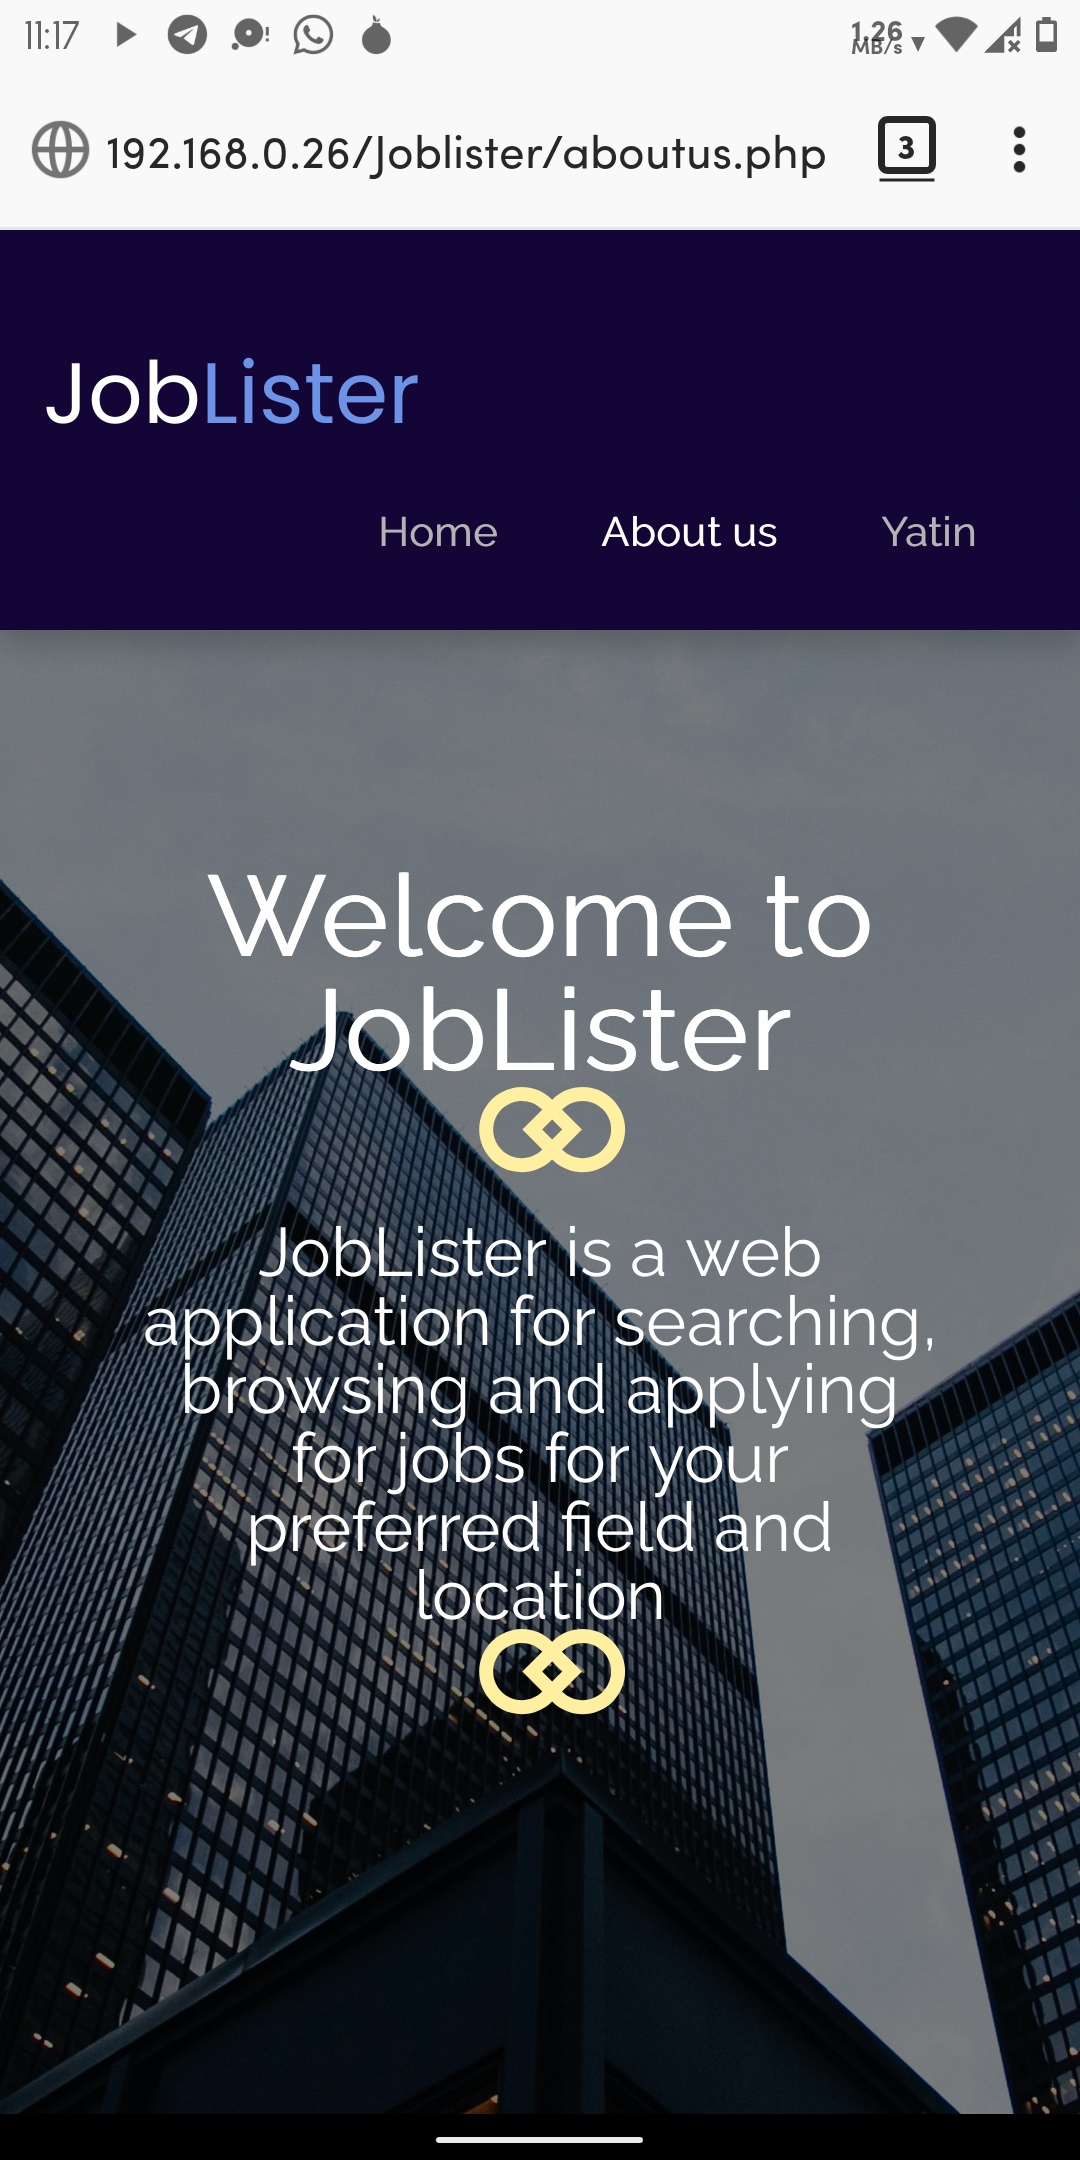 11:17
1.26
MB/s
192.168.0.26/Joblister/aboutus.php
3
JobLister
Home About us Yatin
Welcome to
JobLister
JobLister is a web
application for searching,
browsing and applying
for jobs for your
preferred field and
location